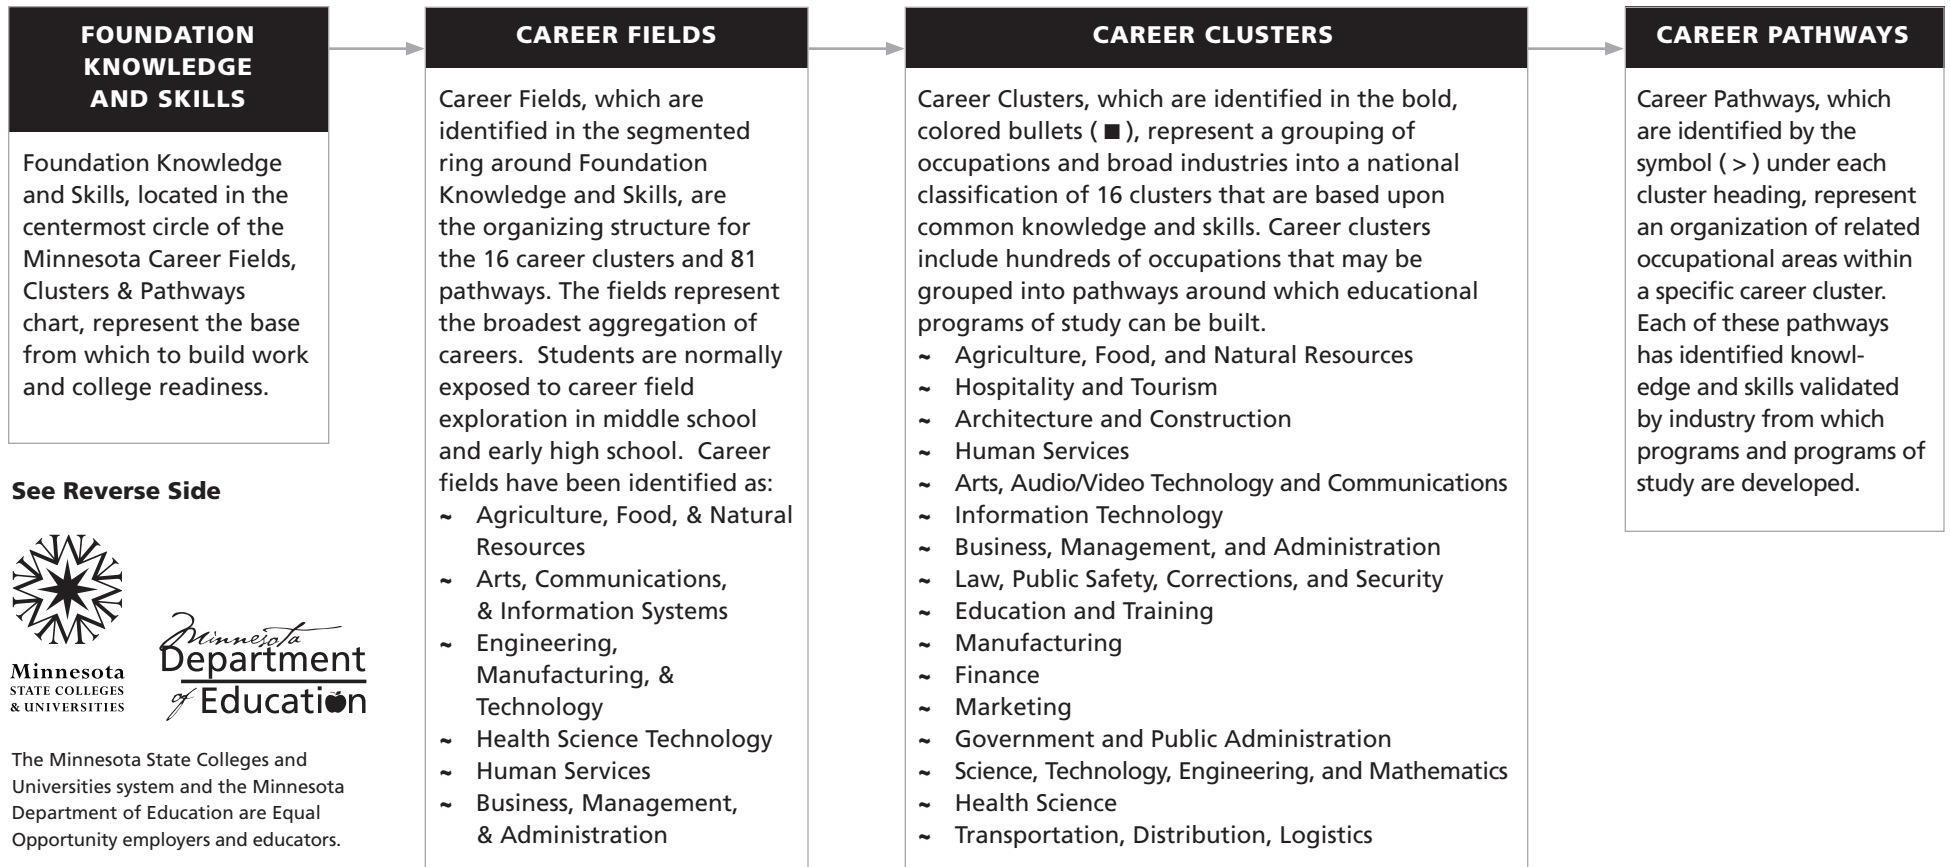 FOUNDATION
KNOWLEDGE
AND SKILLS
Foundation Knowledge
and Skills, located in the
centermost circle of the
Minnesota Career Fields,
Clusters & Pathways
chart, represent the base
from which to build work
and college readiness.
See Reverse Side
Minnesota
STATE COLLEGES
& UNIVERSITIES
Minnesota
Department
of Education
The Minnesota State Colleges and
Universities system and the Minnesota
Department of Education are Equal
Opportunity employers and educators.
CAREER FIELDS
Career Fields, which are
identified in the segmented
ring around Foundation
Knowledge and Skills, are
the organizing structure for
the 16 career clusters and 81
pathways. The fields represent
the broadest aggregation of
careers.  Students are normally
exposed to career field
exploration in middle school
and early high school.  Career
fields have been identified as:
~ Agriculture, Food, & Natural
Resources
~ Arts, Communications,
& Information Systems
~ Engineering,
Manufacturing, &
Technology
~ Health Science Technology
~ Human Services
~ Business, Management,
& Administration
CAREER CLUSTERS
Career Clusters, which are identified in the bold,
colored bullets ( ■ ), represent a grouping of
occupations and broad industries into a national
classification of 16 clusters that are based upon
common knowledge and skills. Career clusters
include hundreds of occupations that may be
grouped into pathways around which educational
programs of study can be built.
~ Agriculture, Food, and Natural Resources
~ Hospitality and Tourism
~ Architecture and Construction
~ Human Services
~ Arts, Audio/Video Technology and Communications
~ Information Technology
~ Business, Management, and Administration
~ Law, Public Safety, Corrections, and Security
~ Education and Training
~ Manufacturing
~ Finance
~ Marketing
~ Government and Public Administration
~ Science, Technology, Engineering, and Mathematics
~ Health Science
~ Transportation, Distribution, Logistics
CAREER PATHWAYS
Career Pathways, which
are identified by the
symbol ( > ) under each
cluster heading, represent
an organization of related
occupational areas within
a specific career cluster.
Each of these pathways
has identified knowl-
edge and skills validated
by industry from which
programs and programs of
study are developed.